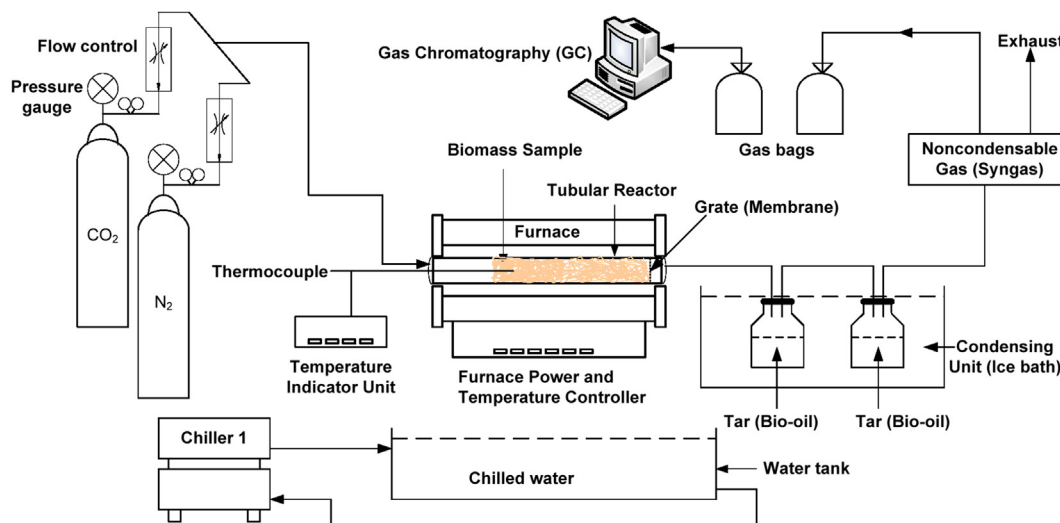 Flow control
Pressure
gauge
CO2
N2
Gas Chromatography (GC)
Gas bags
Exhaust
Noncondensable
Gas (Syngas)
Biomass Sample
Tubular Reactor
Grate (Membrane)
Furnace
Thermocouple
Temperature
Indicator Unit
Furnace Power and
Temperature Controller
Condensing
Unit (Ice bath)
Tar (Bio-oil)
Tar (Bio-oil)
Chiller 1
Chilled water
Water tank